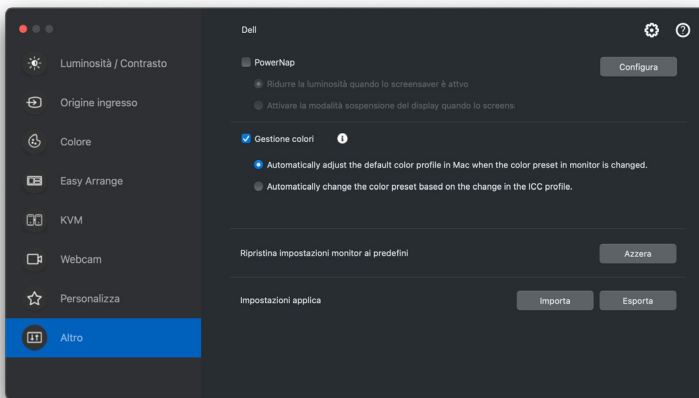 Dell
Luminosità / Contrasto
Origine ingresso
Colore
Easy Arrange
KVM
Webcam
Personalizza
Altro
PowerNap
Configura
Ridurre la luminosità quando lo screensaver è attvo
Attivare la modalità sospensione del display quando lo screens
Gestione colori
Automatically adjust the default color profile in Mac when the color preset in monitor is changed.
Automatically change the color preset based on the change in the ICC profile.
Ripristina impostazioni monitor ai predefini
Azzera
Impostazioni applica
Importa
Esporta